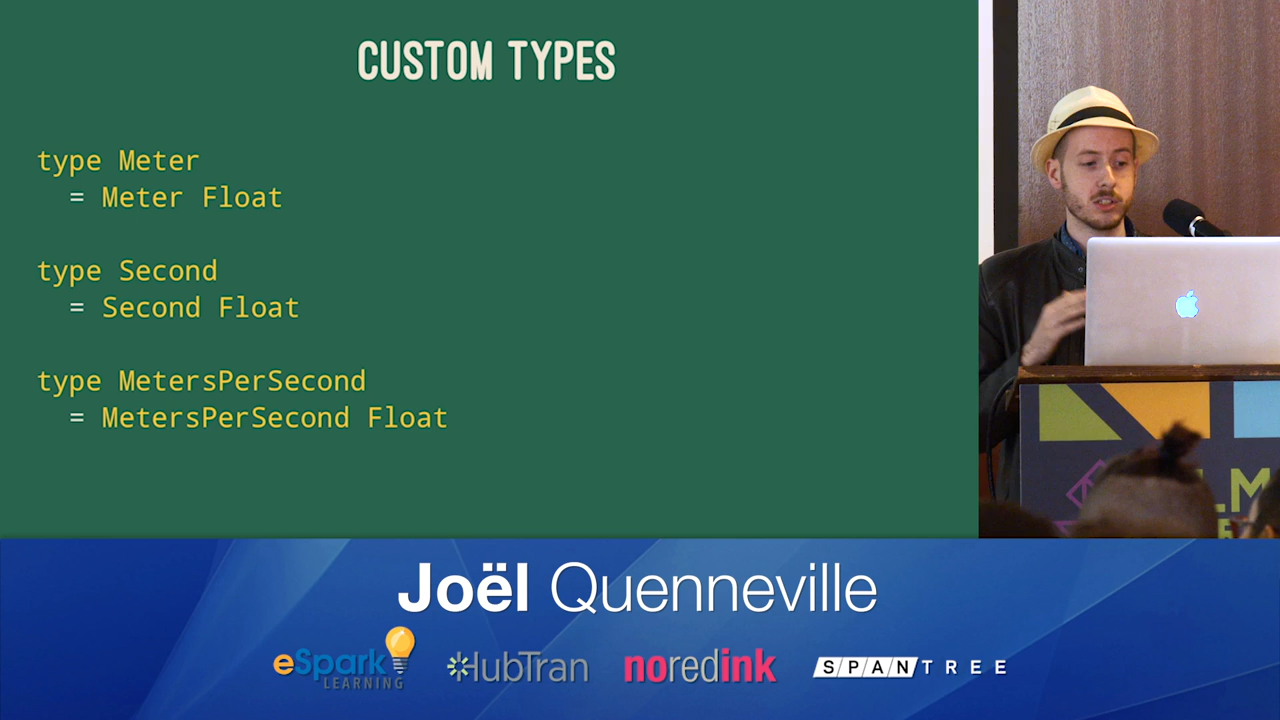 CUSTOM TYPES
type Meter
= Meter Float
type Second
= Second Float
type MetersPerSecond
= MetersPerSecond Float
Joël Quenneville
eSpark LEARNING
HubTran
noredink
SPANTREE